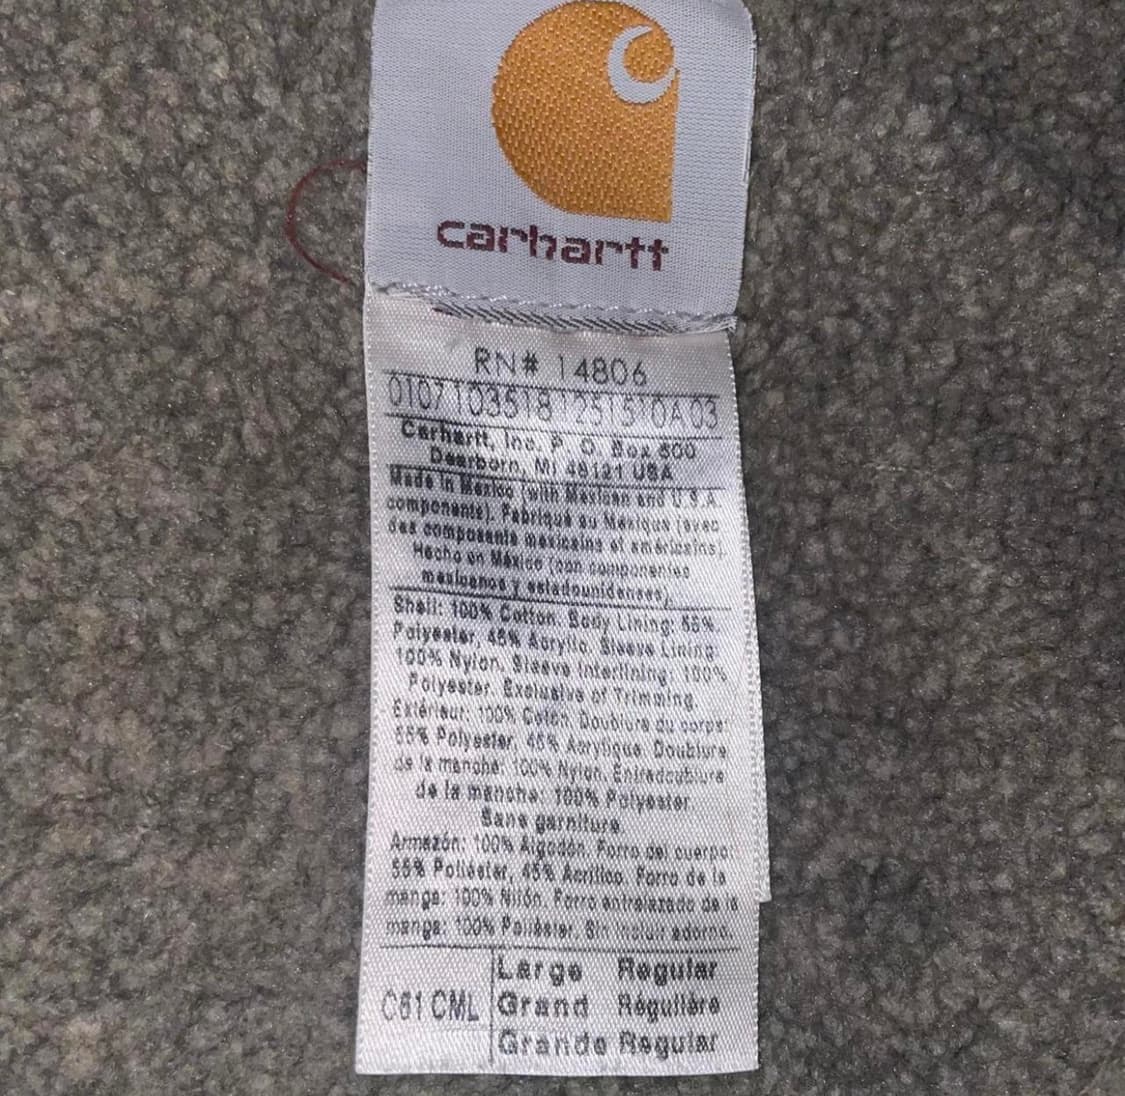 carhartt
RN# 14806
0107103518 1251510A03
Carhartt, Inc. P. O. Box 600
Dearborn, MI 48121 USA
Made in Mexico (with Mexican and U.S.A.
components). Fabriqué au Mexique (avec
des composants mexicains et américains).
Hecho en México (con componentes
mexicanos y estadounidenses).
Shell: 100% Cotton. Body Lining: 55%
Polyester, 45% Acrylic. Sleeve Lining:
100% Nylon. Sleeve Interlining: 100%
Polyester. Exclusive of Trimming.
Extérieur: 100% Coton. Doublure du corps:
55% Polyester, 45% Acrylique. Doublure
de la manche: 100% Nylon. Entredoublure
de la manche: 100% Polyester
Sans garniture.
Armazón: 100% Algodón. Forro del cuerpo:
55% Poliéster, 45% Acrílico. Forro de la
manga: 100% Nilón. Forro entrelazado de la
manga: 100% Poliéster. Sin incluir adorno.
C61 CML
Large Regular
Grand Régulière
Grande Regular